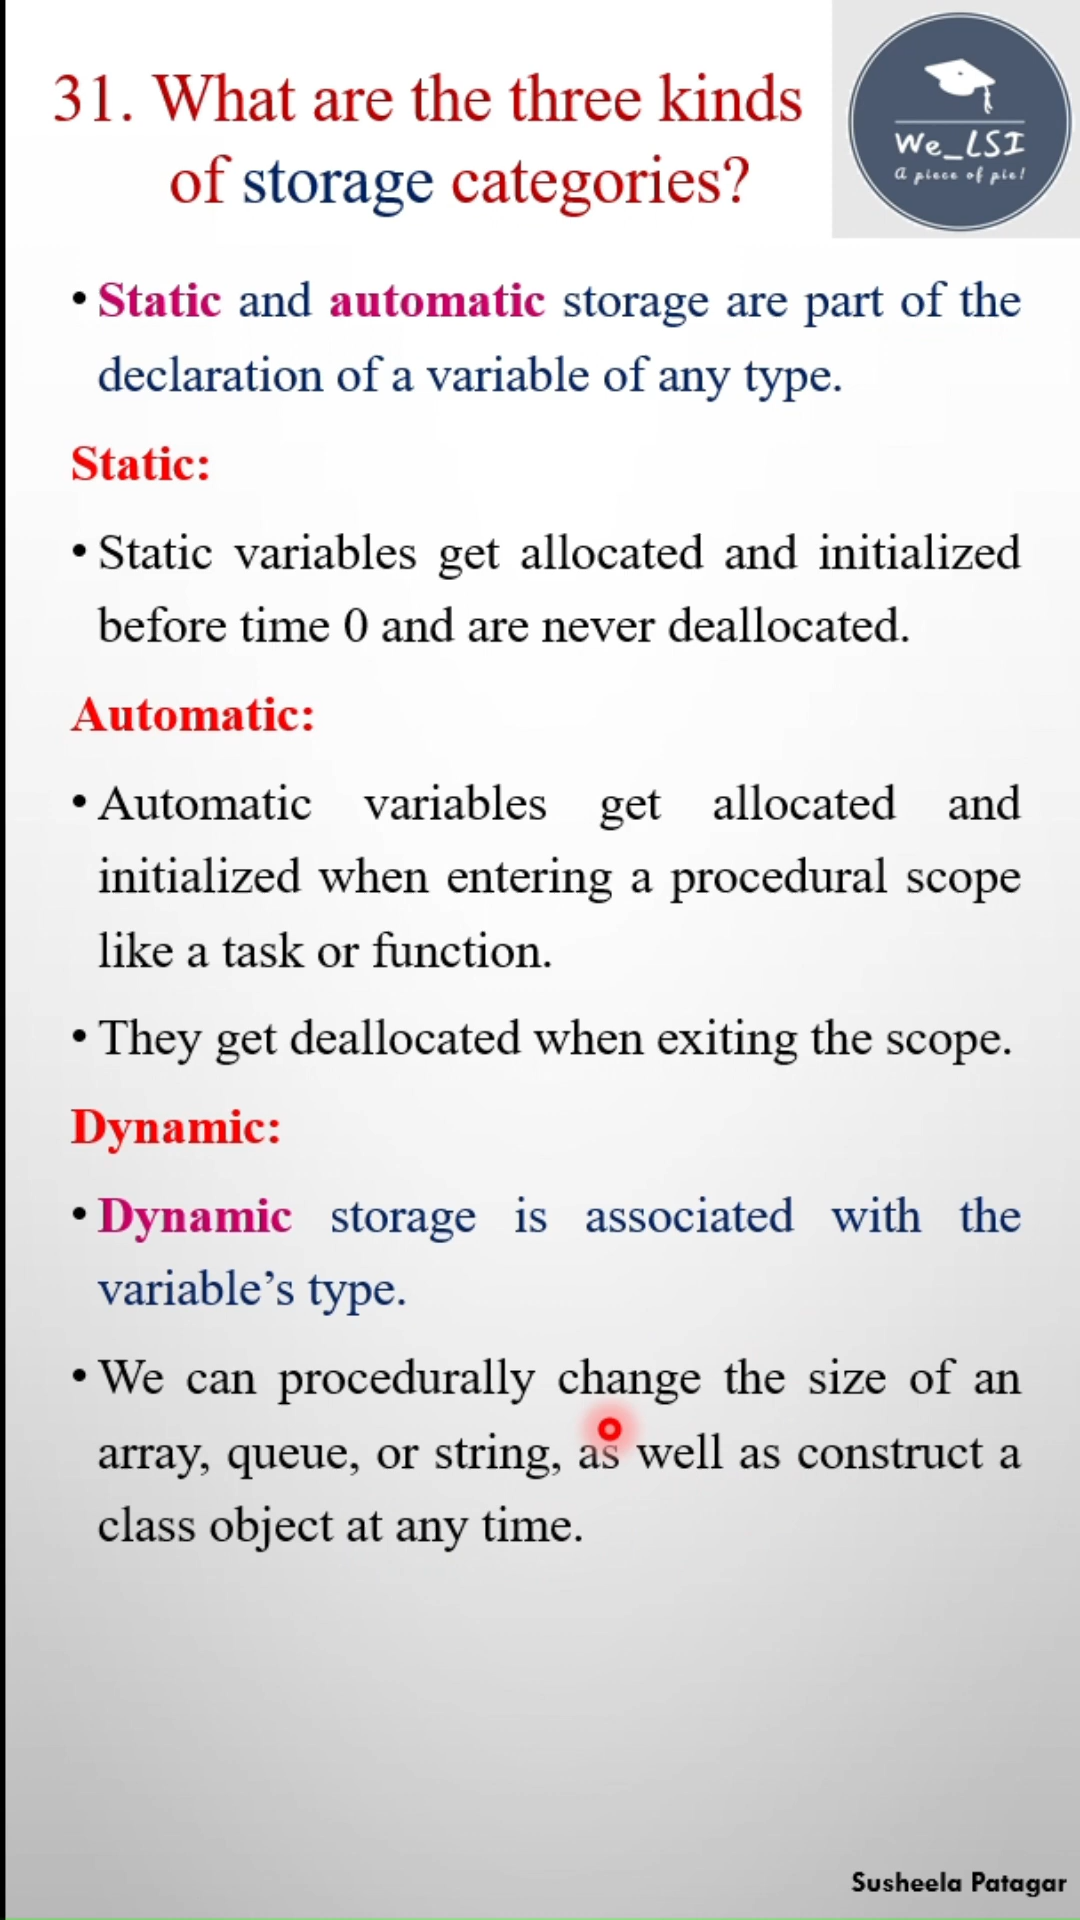 31. What are the three kinds
of storage categories?
We_LSI
a piece of pie!
• Static and automatic storage are part of the
declaration of a variable of any type.
Static:
• Static variables get allocated and initialized
before time 0 and are never deallocated.
Automatic:
• Automatic variables get allocated and
initialized when entering a procedural scope
like a task or function.
• They get deallocated when exiting the scope.
Dynamic:
• Dynamic storage is associated with the
variable’s type.
• We can procedurally change the size of an
array, queue, or string, as well as construct a
class object at any time.
Susheela Patagar